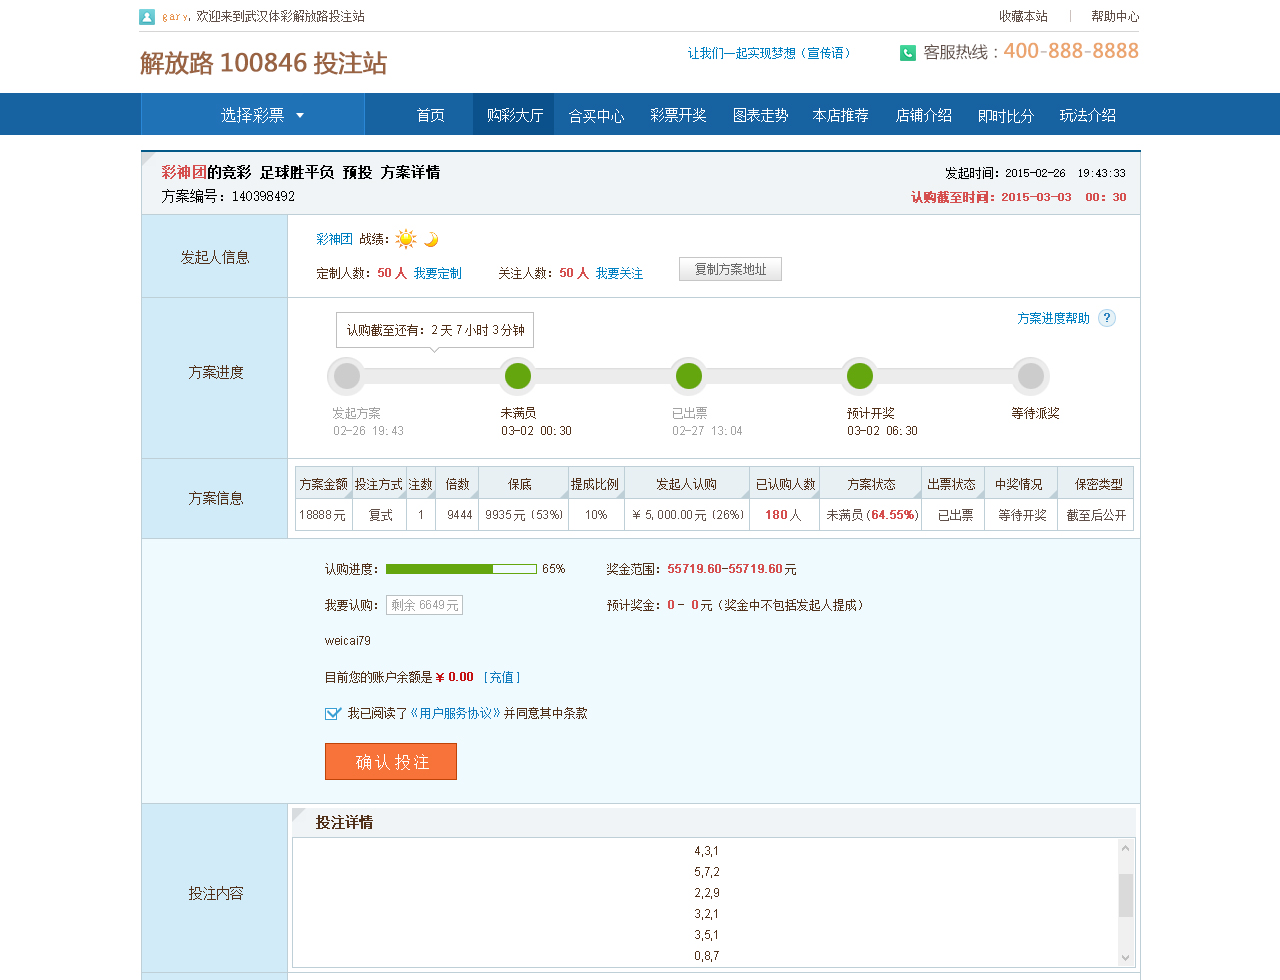 gary, 欢迎来到武汉体彩解放路投注站 收藏本站 | 帮助中心
解放路 100846 投注站 让我们一起实现梦想（宣传语） 客服热线：400-888-8888
选择彩票 首页 购彩大厅 合买中心 彩票开奖 图表走势 本店推荐 店铺介绍 即时比分 玩法介绍
彩神团的竞彩 足球胜平负 预投 方案详情 发起时间：2015-02-26 19:43:33
方案编号：140398492 认购截至时间：2015-03-03 00：30
发起人信息
彩神团 战绩：
定制人数：50 人 我要定制 关注人数：50 人 我要关注 复制方案地址
方案进度
方案进度帮助 ?
认购截至还有：2 天 7 小时 3 分钟
发起方案 未满员 已出票 预计开奖 等待派奖
02-26 19:43 03-02 00:30 02-27 13:04 03-02 06:30
方案信息
方案金额 投注方式 注数 倍数 保底 提成比例 发起人认购 已认购人数 方案状态 出票状态 中奖情况 保密类型
18888元 复式 1 9444 9935元 (53%) 10% ￥ 5,000.00元 (26%) 180人 未满员(64.55%) 已出票 等待开奖 截至后公开
认购进度： 65% 奖金范围：55719.60-55719.60元
我要认购：剩余 6649元 预计奖金：0 - 0元（奖金中不包括发起人提成）
weicai79
目前您的账户余额是￥ 0.00 [充值]
我已阅读了《用户服务协议》并同意其中条款
确认投注
投注内容
投注详情
4,3,1
5,7,2
2,2,9
3,2,1
3,5,1
0,8,7